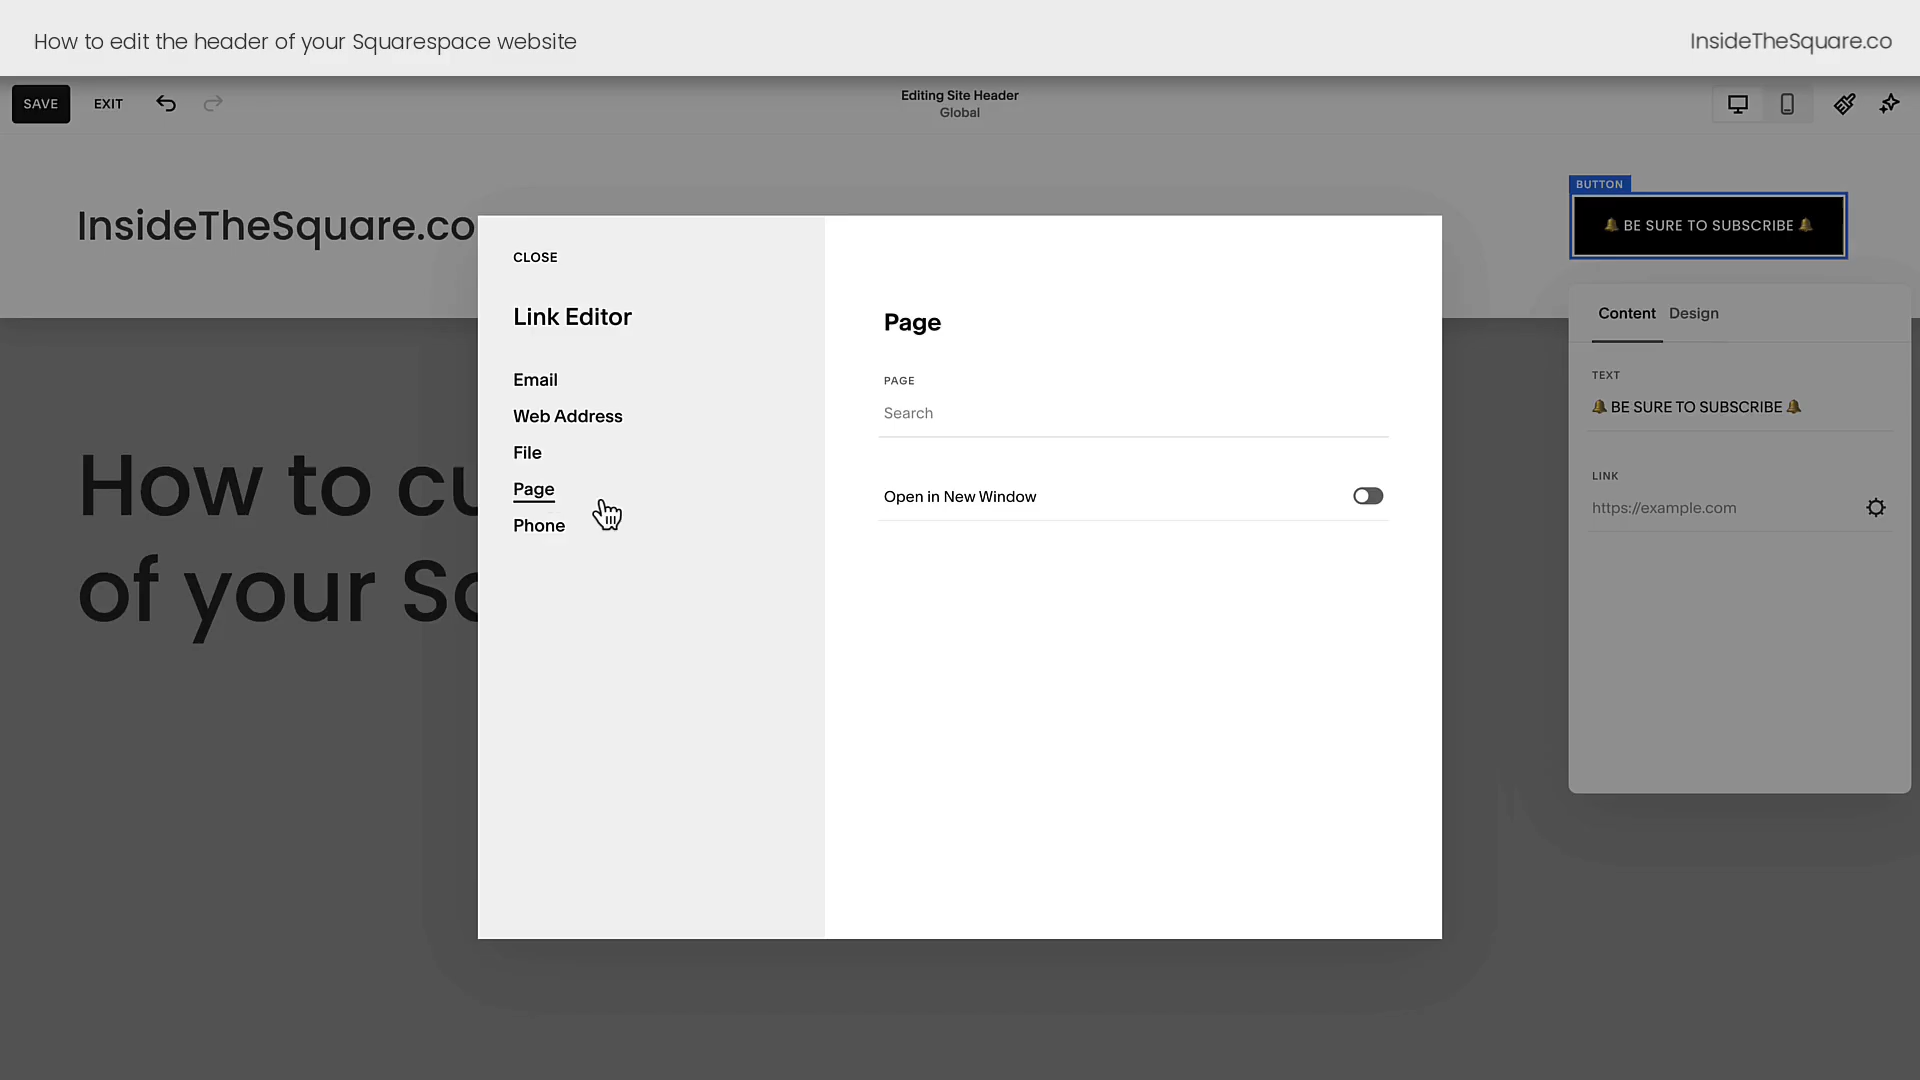 How to edit the header of your Squarespace website
InsideTheSquare.co
SAVE
EXIT
Editing Site Header
Global
InsideTheSquare.co
BUTTON
🔔 BE SURE TO SUBSCRIBE 🔔
CLOSE
Link Editor
Email
Web Address
File
Page
Phone
Page
PAGE
Search
Open in New Window
Content Design
TEXT
🔔 BE SURE TO SUBSCRIBE 🔔
LINK
https://example.com
How to cu
of your Sq